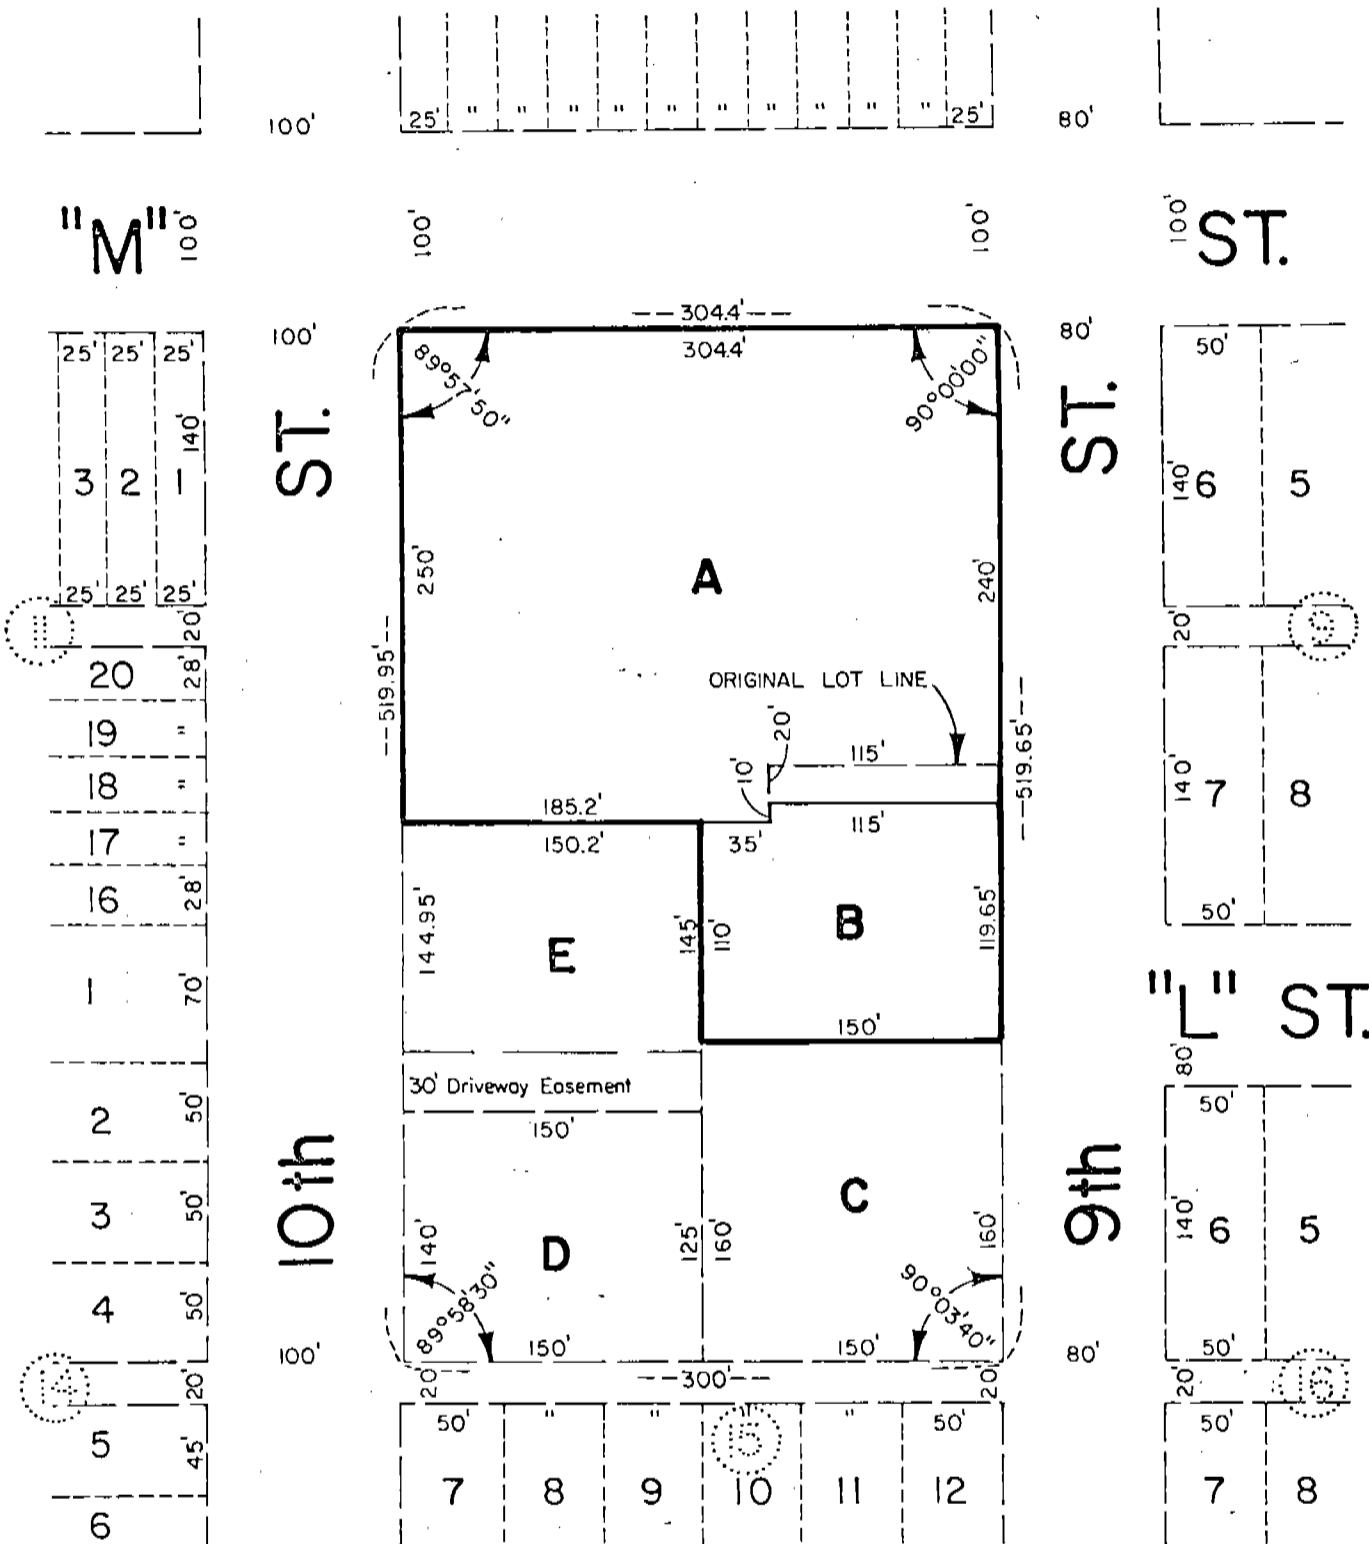 100' 25' " " " " " " " " " 25' 80'
"M" 100' 100' 100' 100' ST.
304.4'
100' 304.4' 80'
25' 25' 25' 50'
89°57'50" 90°00'00"
140'
ST. ST.
3 2 1 140' 6 5
250' A 240'
25' 25' 25'
11 20' 20' 9
20 28'
519.95' ORIGINAL LOT LINE
19 "
20'
115' 519.65'
18 " 10' 140' 7 8
185.2'
115'
17 " 150.2' 35'
16 28' 50'
144.95' E 145' 110' B 119.65'
1 70' "L" ST.
150'
80'
30' Driveway Easement
2 50' 50'
150'
10th 9th
3 50' C
140' D 125' 160' 160' 140' 6 5
4 50' 89°58'30" 90°03'40"
100' 150' 150' 80' 50'
14 20' 20' 300' 20' 20' 16
5 45' 50' " " " " 50' 50'
15
7 8 9 10 11 12 7 8
6